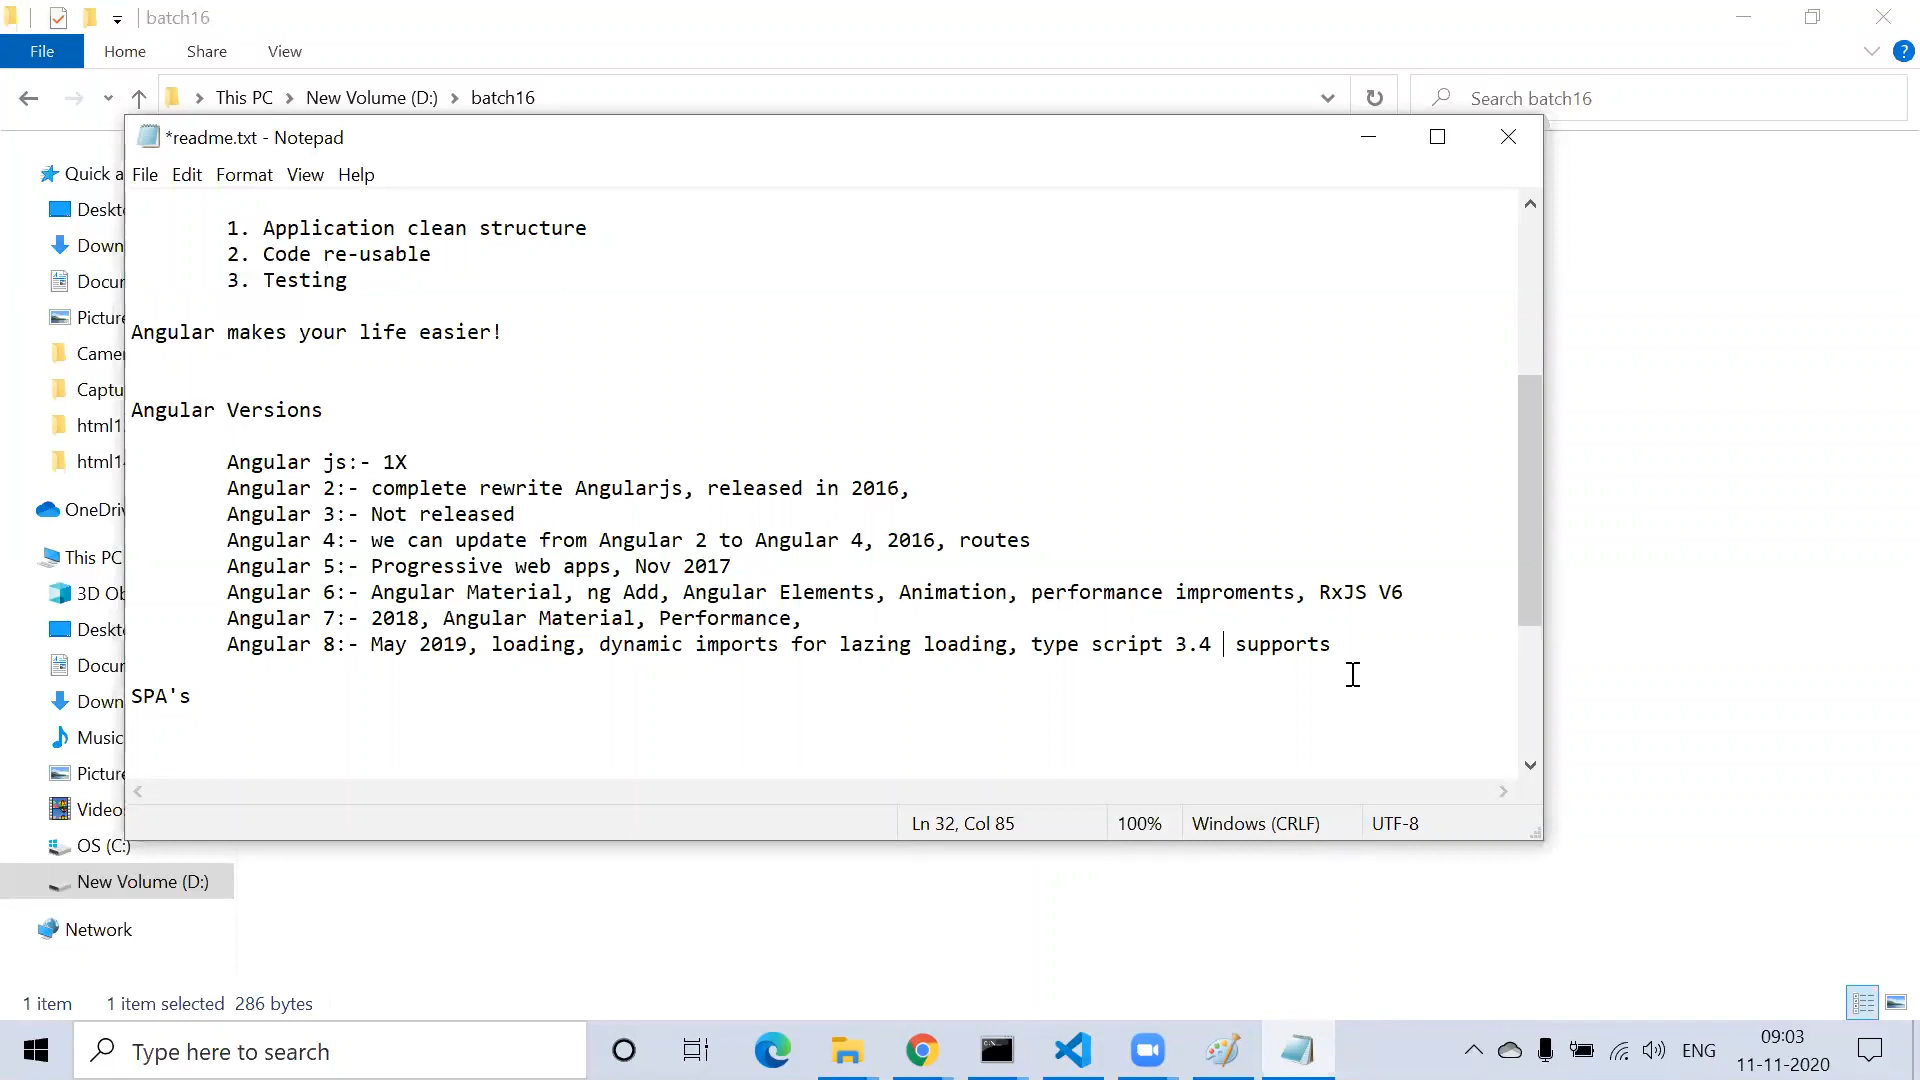 batch16
File Home Share View
This PC New Volume (D:) batch16
Search batch16
*readme.txt - Notepad
File Edit Format View Help
1. Application clean structure
2. Code re-usable
3. Testing
Angular makes your life easier!
Angular Versions
Angular js:- 1X
Angular 2:- complete rewrite Angularjs, released in 2016,
Angular 3:- Not released
Angular 4:- we can update from Angular 2 to Angular 4, 2016, routes
Angular 5:- Progressive web apps, Nov 2017
Angular 6:- Angular Material, ng Add, Angular Elements, Animation, performance improments, RxJS V6
Angular 7:- 2018, Angular Material, Performance,
Angular 8:- May 2019, loading, dynamic imports for lazing loading, type script 3.4 supports
SPA's
Ln 32, Col 85
100%
Windows (CRLF)
UTF-8
Quick a
Deskt
Down
Docur
Picture
Camer
Captu
html1
html1
OneDriv
This PC
3D Ob
Deskt
Docur
Down
Music
Picture
Video
OS (C:)
New Volume (D:)
Network
1 item 1 item selected 286 bytes
Type here to search
ENG
09:03
11-11-2020